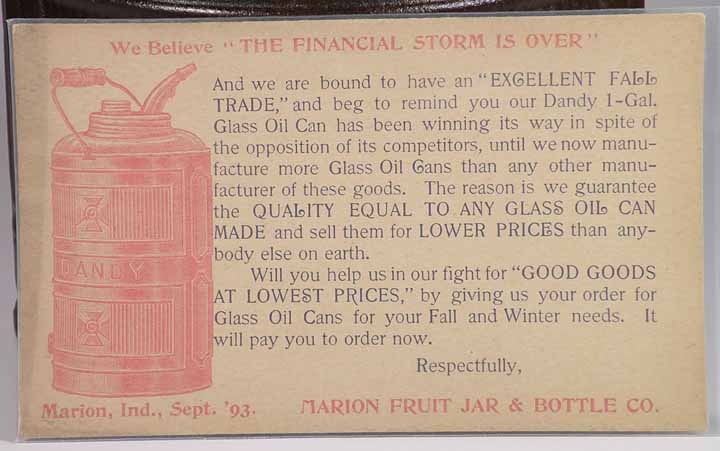 We Believe "THE FINANCIAL STORM IS OVER"
And we are bound to have an "EXCELLENT FALL
TRADE," and beg to remind you our Dandy 1-Gal.
Glass Oil Can has been winning its way in spite of
the opposition of its competitors, until we now manu-
facture more Glass Oil Cans than any other manu-
facturer of these goods. The reason is we guarantee
the QUALITY EQUAL TO ANY GLASS OIL CAN
MADE and sell them for LOWER PRICES than any-
body else on earth.
Will you help us in our fight for "GOOD GOODS
AT LOWEST PRICES," by giving us your order for
Glass Oil Cans for your Fall and Winter needs. It
will pay you to order now.
Respectfully,
DANDY
Marion, Ind., Sept. '93. MARION FRUIT JAR & BOTTLE CO.